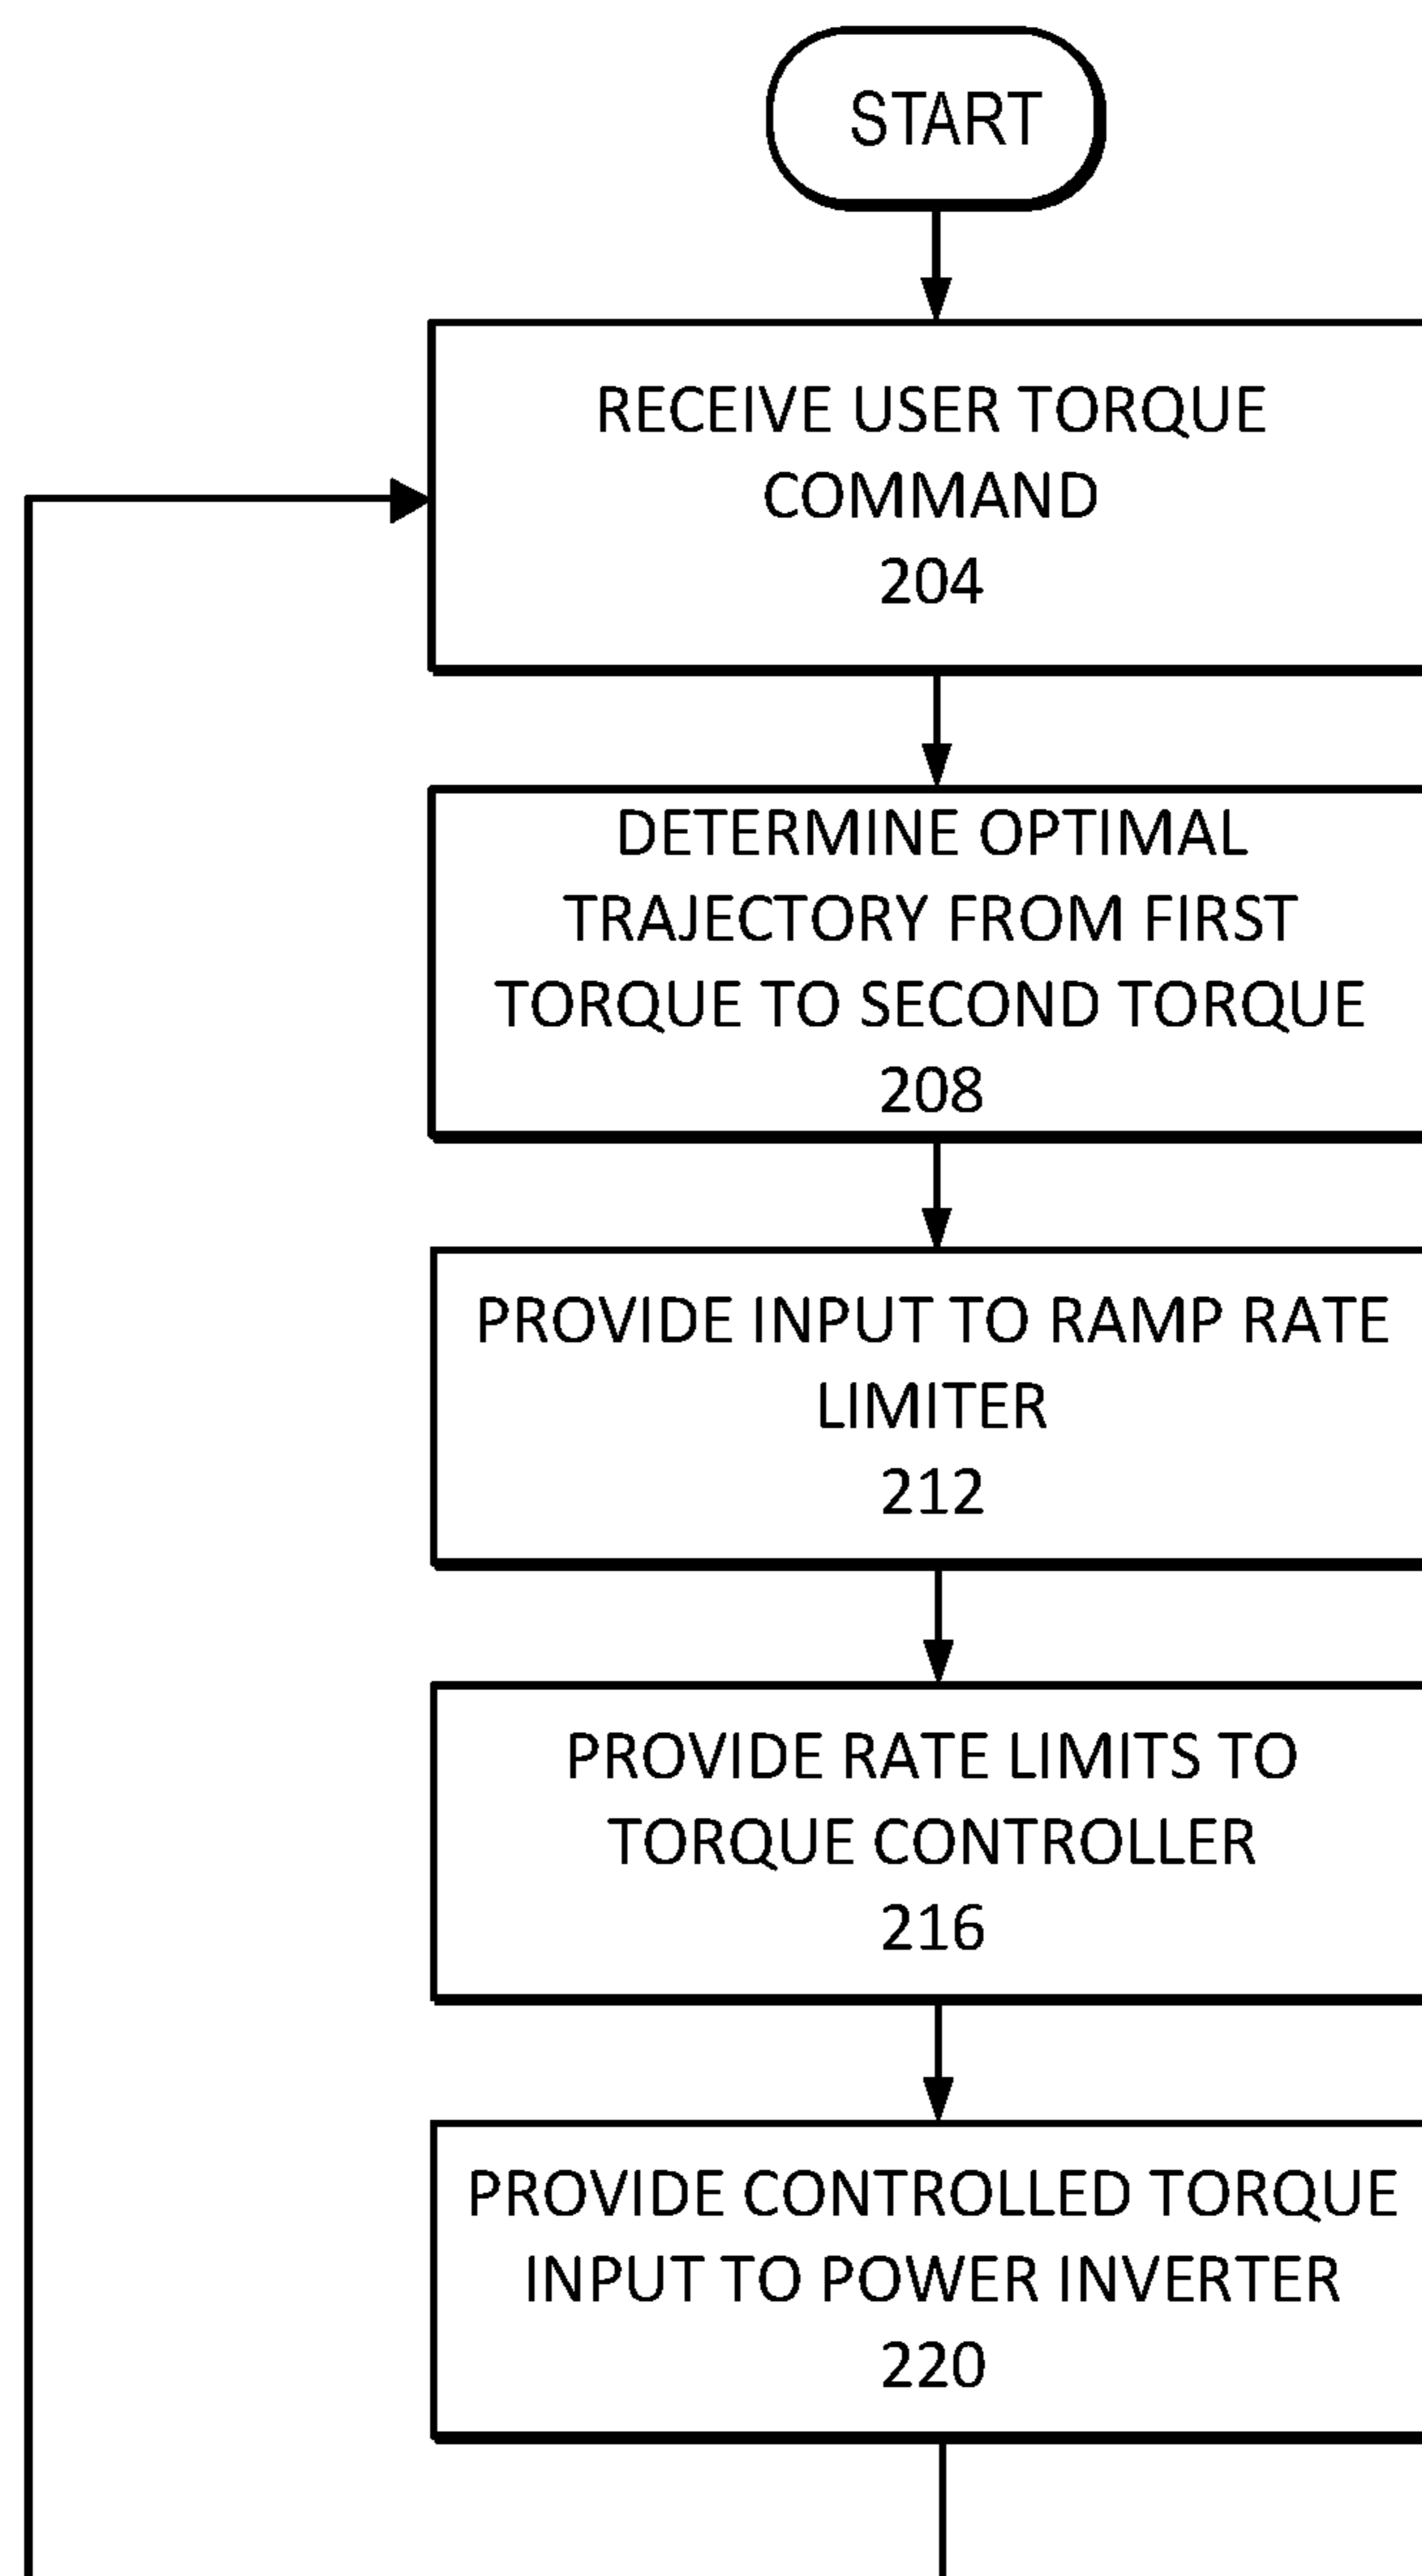 START
RECEIVE USER TORQUE
COMMAND
204
DETERMINE OPTIMAL
TRAJECTORY FROM FIRST
TORQUE TO SECOND TORQUE
208
PROVIDE INPUT TO RAMP RATE
LIMITER
212
PROVIDE RATE LIMITS TO
TORQUE CONTROLLER
216
PROVIDE CONTROLLED TORQUE
INPUT TO POWER INVERTER
220